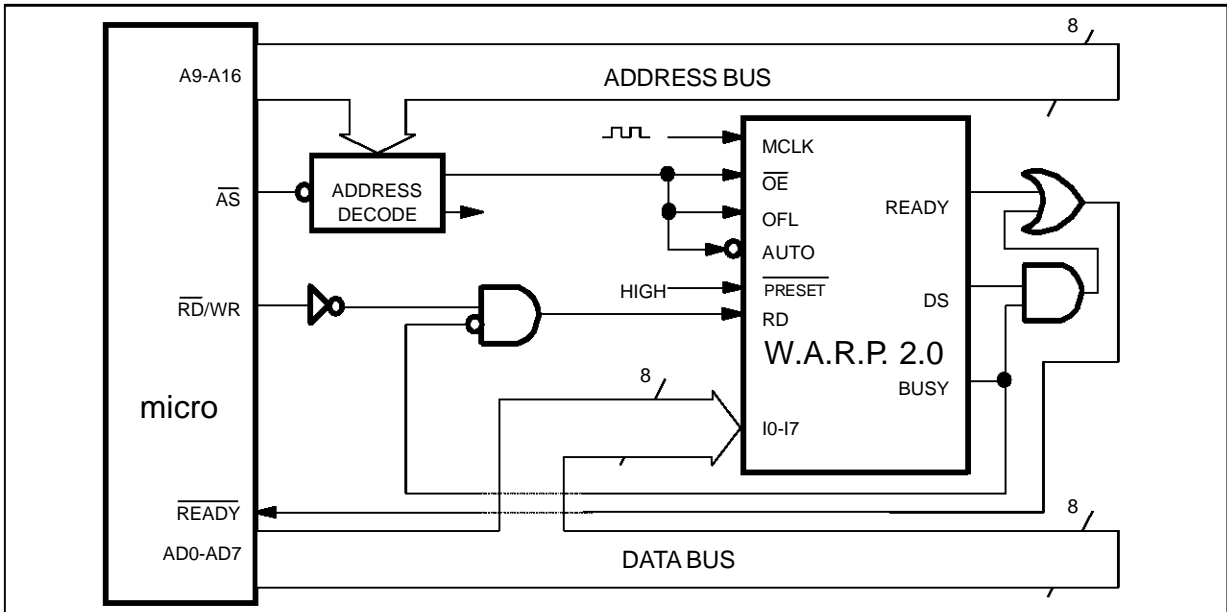 8
A9-A16
ADDRESS BUS
MCLK
AS
ADDRESS
DECODE
OE
READY
OFL
AUTO
HIGH
PRESET
RD/WR
DS
RD
W.A.R.P. 2.0
8
BUSY
micro
I0-I7
READY
8
AD0-AD7
DATA BUS